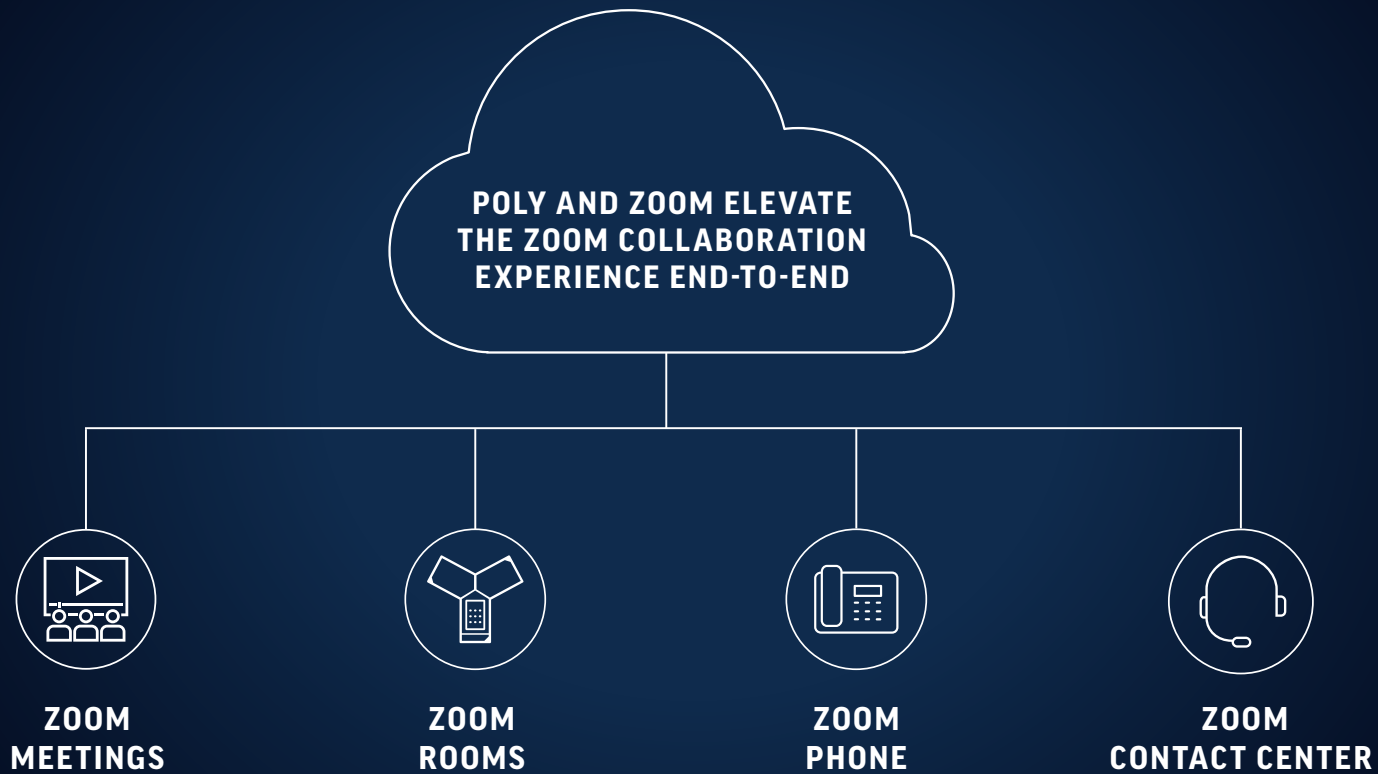 POLY AND ZOOM ELEVATE
THE ZOOM COLLABORATION
EXPERIENCE END-TO-END
ZOOM
MEETINGS
ZOOM
ROOMS
ZOOM
PHONE
ZOOM
CONTACT CENTER